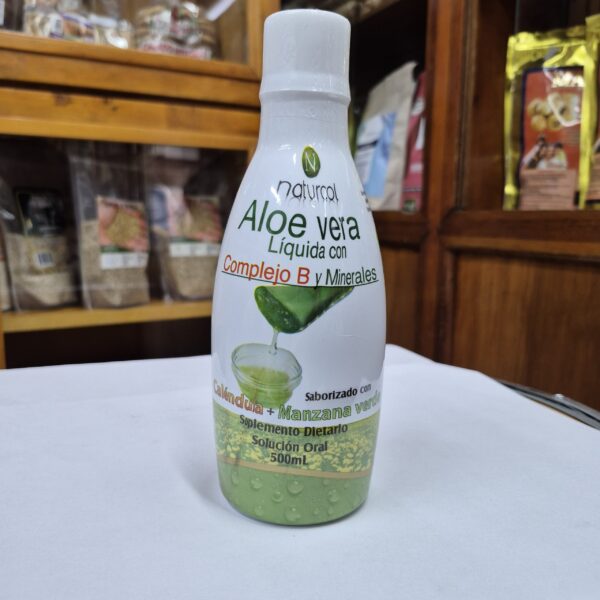 N
naturcol
Aloe vera
Líquida con
Complejo B y Minerales
Saborizado con
Caléndula + Manzana verde
Suplemento Dietario
Solución Oral
500mL